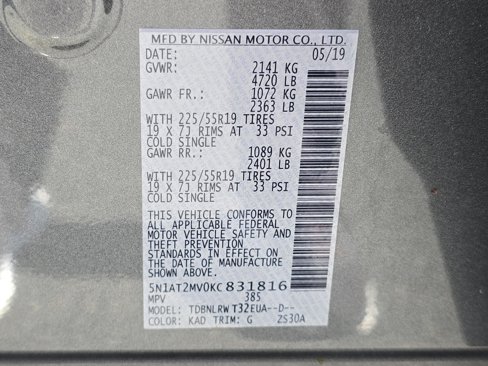 MFD BY NISSAN MOTOR CO., LTD.
DATE: 05/19
GVWR: 2141 KG
4720 LB
GAWR FR.: 1072 KG
2363 LB
WITH 225/55R19 TIRES
19 X 7J RIMS AT 33 PSI
COLD SINGLE
GAWR RR.: 1089 KG
2401 LB
WITH 225/55R19 TIRES
19 X 7J RIMS AT 33 PSI
COLD SINGLE
THIS VEHICLE CONFORMS TO
ALL APPLICABLE FEDERAL
MOTOR VEHICLE SAFETY AND
THEFT PREVENTION
STANDARDS IN EFFECT ON
THE DATE OF MANUFACTURE
SHOWN ABOVE.
5N1AT2MV0KC831816
MPV 385
MODEL: TDBNLRW T32EUA--D--
COLOR: KAD TRIM: G ZS30A